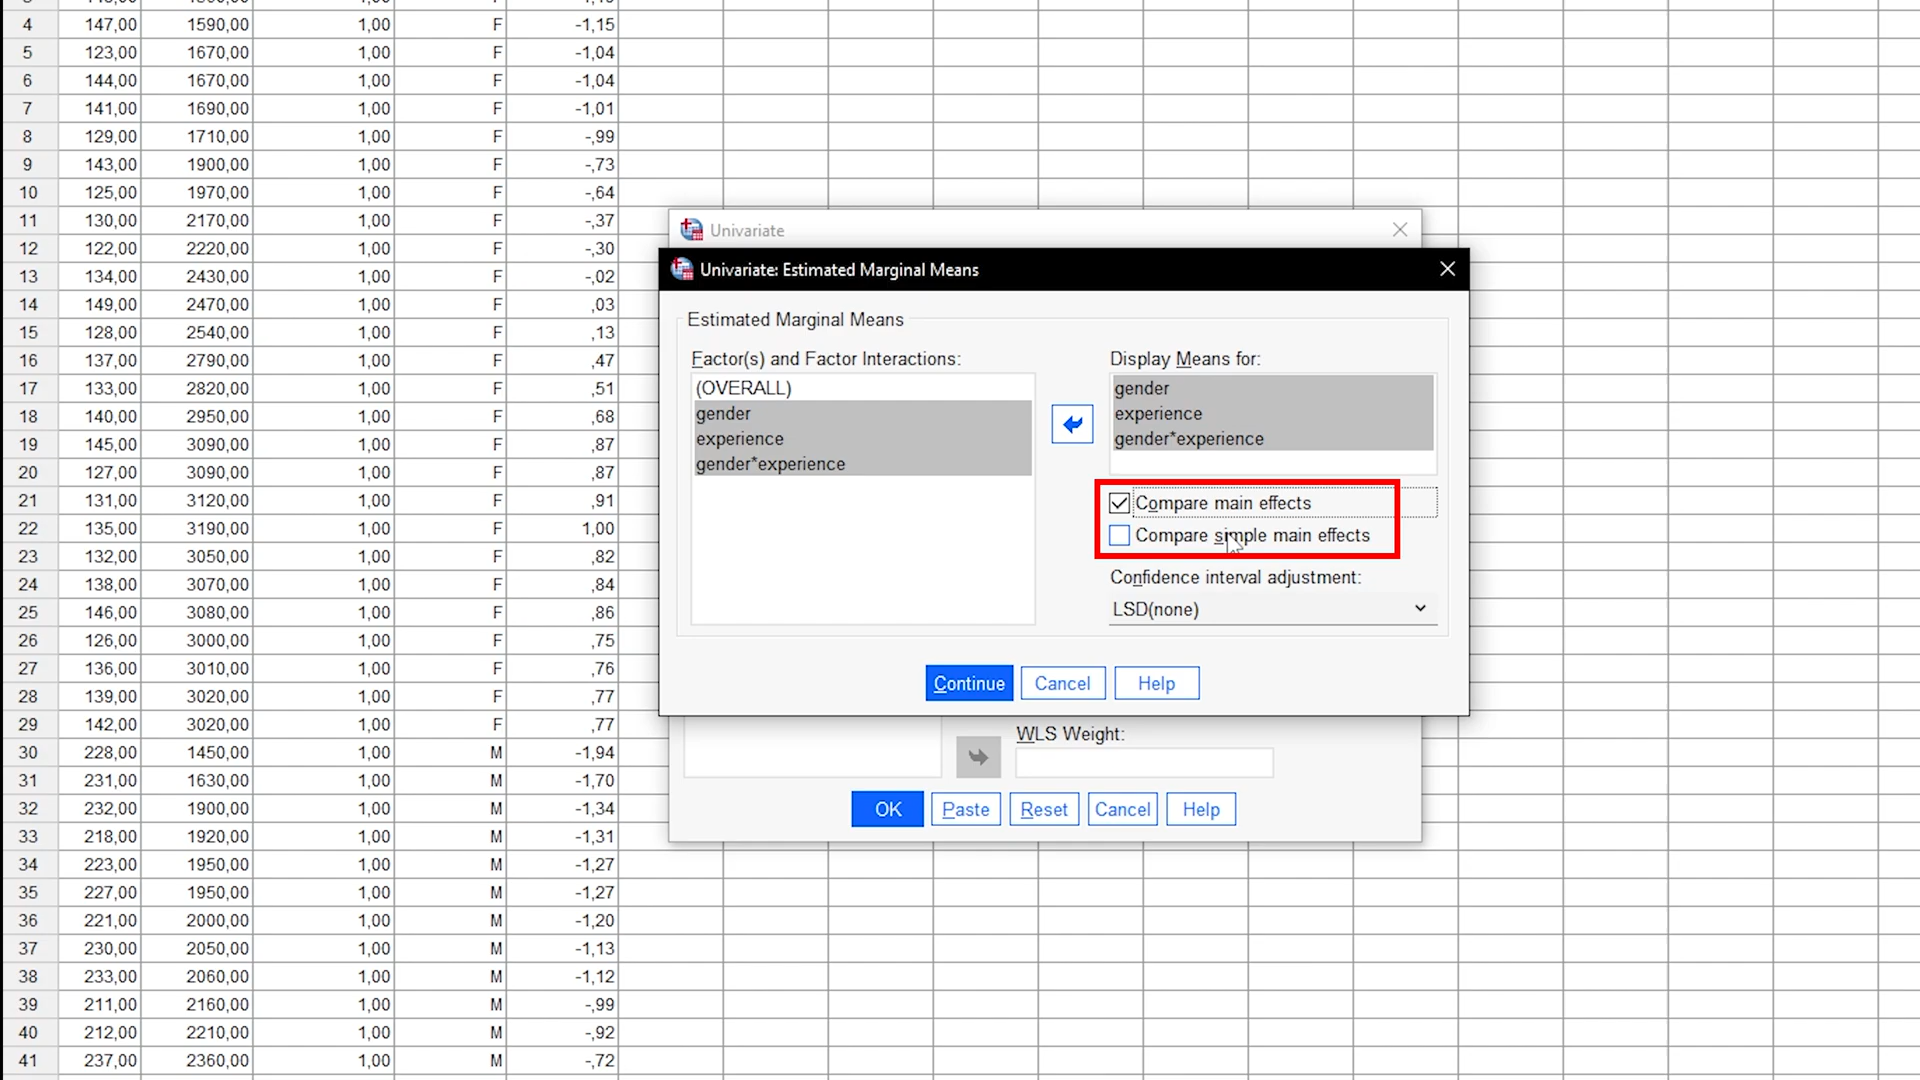 4 147,00 1590,00 1,00 F -1,15
5 123,00 1670,00 1,00 F -1,04
6 144,00 1670,00 1,00 F -1,04
7 141,00 1690,00 1,00 F -1,01
8 129,00 1710,00 1,00 F -,99
9 143,00 1900,00 1,00 F -,73
10 125,00 1970,00 1,00 F -,64
11 130,00 2170,00 1,00 F -,37
12 122,00 2220,00 1,00 F -,30
13 134,00 2430,00 1,00 F -,02
14 149,00 2470,00 1,00 F ,03
15 128,00 2540,00 1,00 F ,13
16 137,00 2790,00 1,00 F ,47
17 133,00 2820,00 1,00 F ,51
18 140,00 2950,00 1,00 F ,68
19 145,00 3090,00 1,00 F ,87
20 127,00 3090,00 1,00 F ,87
21 131,00 3120,00 1,00 F ,91
22 135,00 3190,00 1,00 F 1,00
23 132,00 3050,00 1,00 F ,82
24 138,00 3070,00 1,00 F ,84
25 146,00 3080,00 1,00 F ,86
26 126,00 3000,00 1,00 F ,75
27 136,00 3010,00 1,00 F ,76
28 139,00 3020,00 1,00 F ,77
29 142,00 3020,00 1,00 F ,77
30 228,00 1450,00 1,00 M -1,94
31 231,00 1630,00 1,00 M -1,70
32 232,00 1900,00 1,00 M -1,34
33 218,00 1920,00 1,00 M -1,31
34 223,00 1950,00 1,00 M -1,27
35 227,00 1950,00 1,00 M -1,27
36 221,00 2000,00 1,00 M -1,20
37 230,00 2050,00 1,00 M -1,13
38 233,00 2060,00 1,00 M -1,12
39 211,00 2160,00 1,00 M -,99
40 212,00 2210,00 1,00 M -,92
41 237,00 2360,00 1,00 M -,72
Univariate
Univariate: Estimated Marginal Means
Estimated Marginal Means
Factor(s) and Factor Interactions:
(OVERALL)
gender
experience
gender*experience
Display Means for:
gender
experience
gender*experience
Compare main effects
Compare simple main effects
Confidence interval adjustment:
LSD(none)
Continue Cancel Help
WLS Weight:
OK Paste Reset Cancel Help